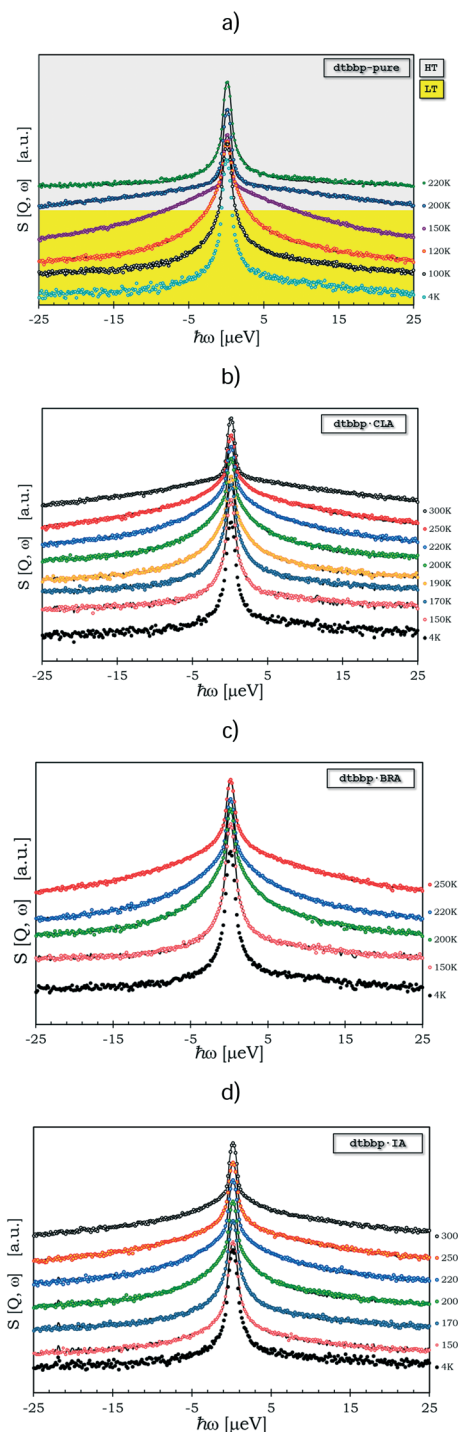 a)
dtbbp-pure
HT
LT
S [Q, ω] [a.u.]
220K
200K
150K
120K
100K
4K
-25 -15 -5 5 15 25
ħω [μeV]
b)
dtbbp·CLA
S [Q, ω] [a.u.]
300K
250K
220K
200K
190K
170K
150K
4K
-25 -15 -5 5 15 25
ħω [μeV]
c)
dtbbp·BRA
S [Q, ω] [a.u.]
250K
220K
200K
150K
4K
-25 -15 -5 5 15 25
ħω [μeV]
d)
dtbbp·IA
S [Q, ω] [a.u.]
300
250
220
200
170
150
4K
-25 -15 -5 5 15 25
ħω [μeV]